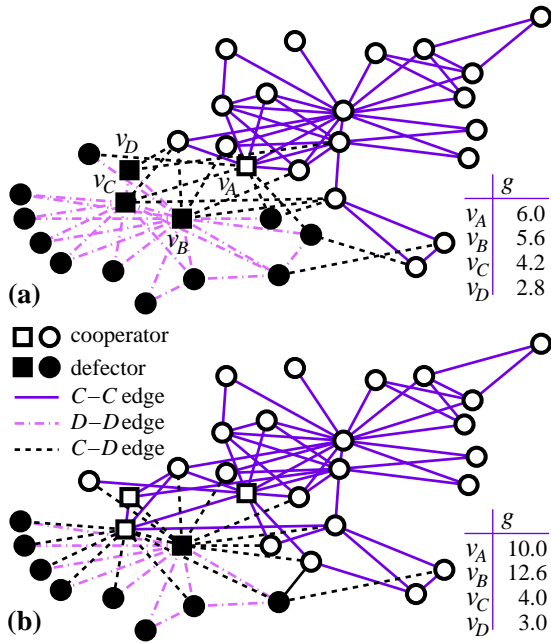 v_D
v_C
v_A
v_B
g
v_A 6.0
v_B 5.6
v_C 4.2
v_D 2.8
(a)
cooperator
defector
C−C edge
D−D edge
C−D edge
g
v_A 10.0
v_B 12.6
v_C 4.0
v_D 3.0
(b)